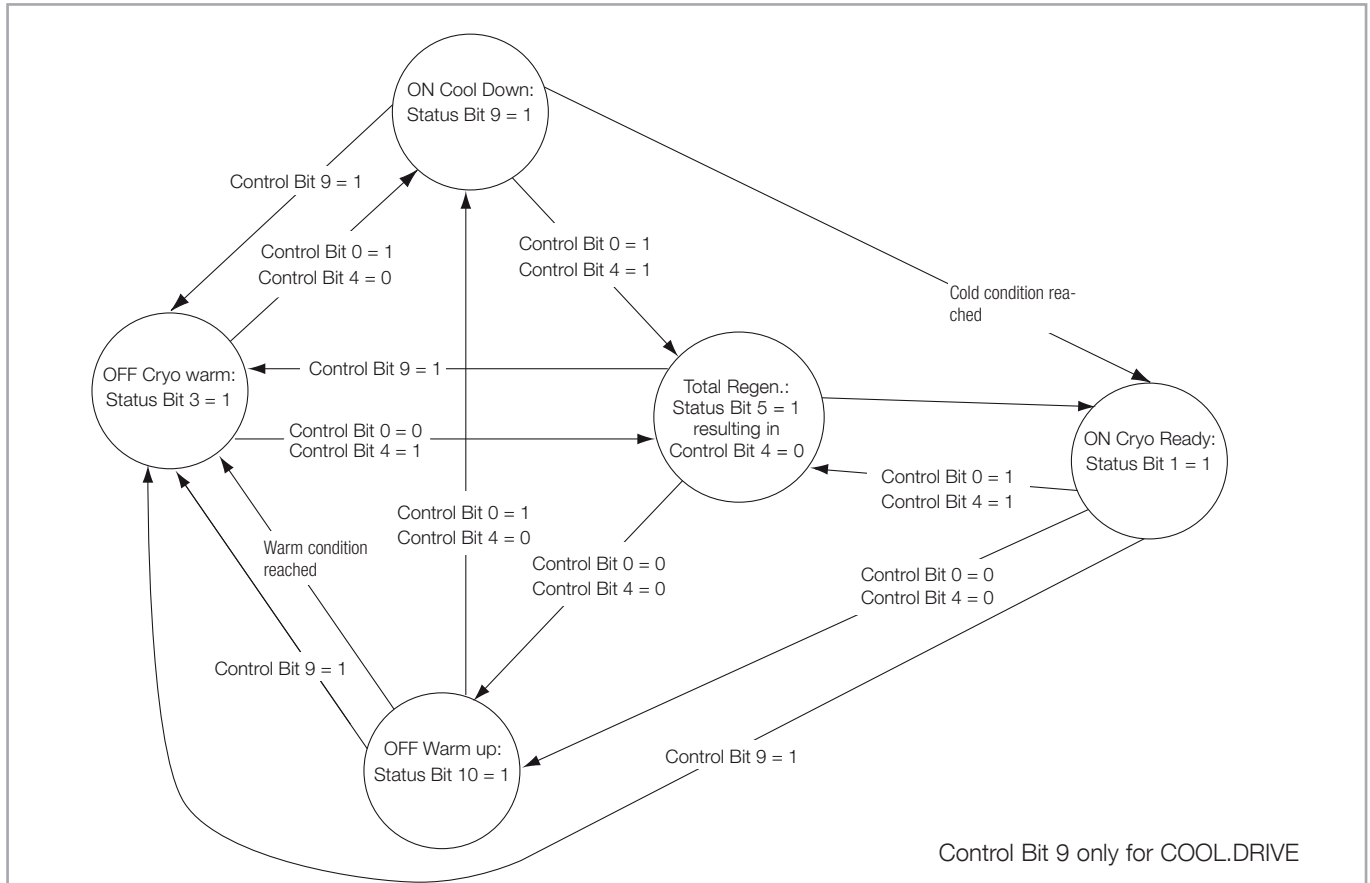 ON Cool Down:
Status Bit 9 = 1
Control Bit 9 = 1
Control Bit 0 = 1
Control Bit 4 = 0
Control Bit 0 = 1
Control Bit 4 = 1
Cold condition rea-
ched
OFF Cryo warm:
Status Bit 3 = 1
Control Bit 9 = 1
Total Regen.:
Status Bit 5 = 1
resulting in
Control Bit 4 = 0
Control Bit 0 = 0
Control Bit 4 = 1
ON Cryo Ready:
Status Bit 1 = 1
Control Bit 0 = 1
Control Bit 4 = 1
Control Bit 0 = 1
Control Bit 4 = 0
Warm condition
reached
Control Bit 0 = 0
Control Bit 4 = 0
Control Bit 0 = 0
Control Bit 4 = 0
Control Bit 9 = 1
OFF Warm up:
Status Bit 10 = 1
Control Bit 9 = 1
Control Bit 9 only for COOL.DRIVE